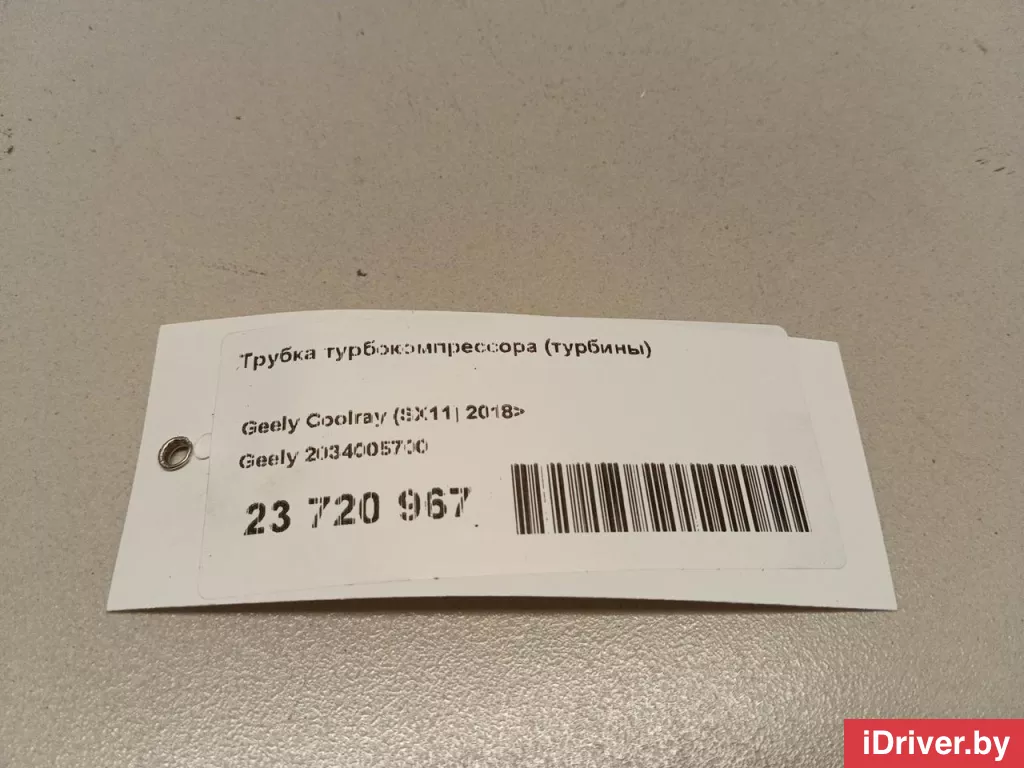 Трубка турбокомпрессора (турбины)
Geely Coolray (SX11) 2018>
Geely 2034005700
23 720 967
iDriver.by